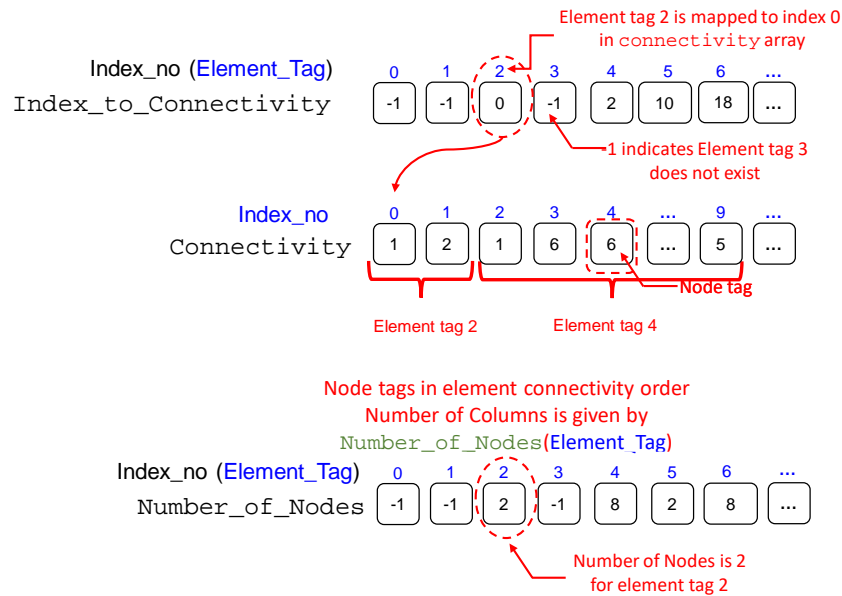 Element tag 2 is mapped to index 0
in connectivity array
Index_no (Element_Tag) 0 1 2 3 4 5 6 ...
Index_to_Connectivity -1 -1 0 -1 2 10 18 ...
-1 indicates Element tag 3
does not exist
Index_no 0 1 2 3 4 ... 9 ...
Connectivity 1 2 1 6 6 ... 5 ...
Node tag
Element tag 2 Element tag 4
Node tags in element connectivity order
Number of Columns is given by
Number_of_Nodes(Element_Tag)
Index_no (Element_Tag) 0 1 2 3 4 5 6 ...
Number_of_Nodes -1 -1 2 -1 8 2 8 ...
Number of Nodes is 2
for element tag 2